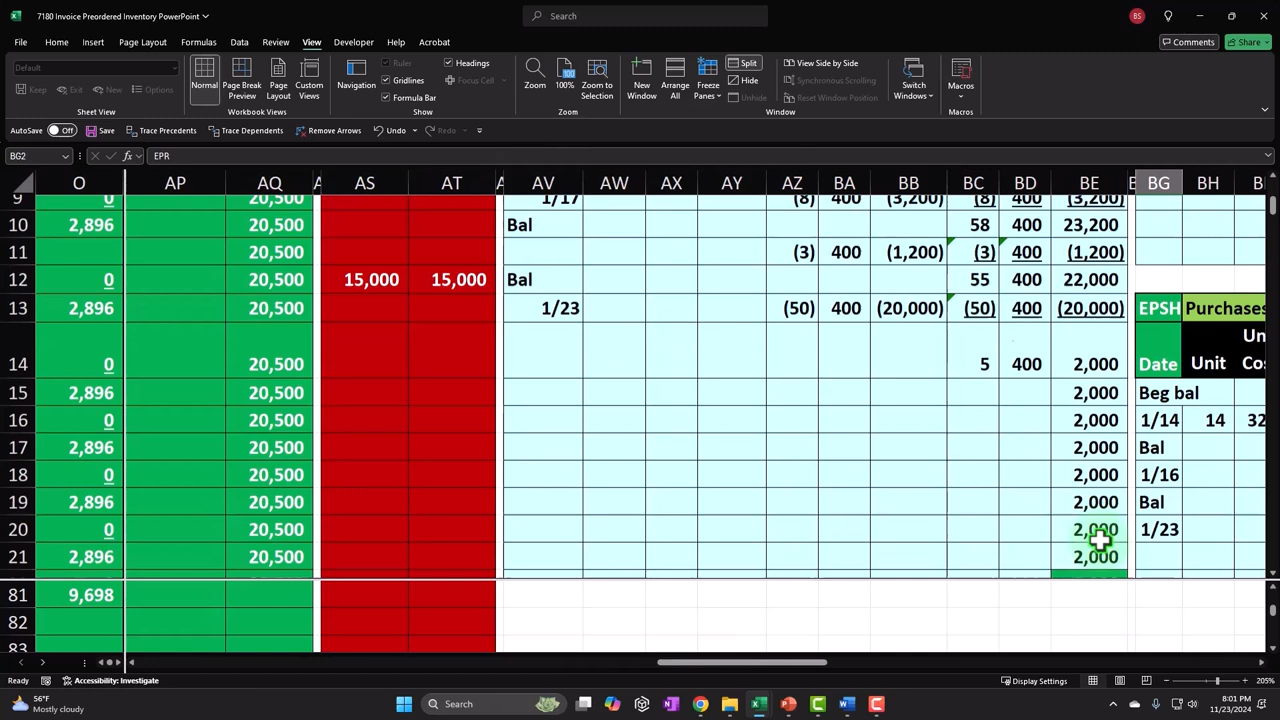 7180 Invoice Preordered Inventory PowerPoint
Search
BS
File Home Insert Page Layout Formulas Data Review View Developer Help Acrobat
Comments Share
Default
Keep Exit New Options
Sheet View
Normal
Page Break Preview
Page Layout
Custom Views
Workbook Views
Navigation
Ruler
Gridlines
Formula Bar
Headings
Focus Cell
Show
Zoom
100%
Zoom to Selection
Zoom
New Window
Arrange All
Freeze Panes
Split
Hide
Unhide
View Side by Side
Synchronous Scrolling
Reset Window Position
Switch Windows
Window
Macros
Macros
AutoSave Off Save Trace Precedents Trace Dependents Remove Arrows Undo Redo
BG2 fx EPR
O AP AQ AS AT AV AW AX AY AZ BA BB BC BD BE BG BH
9 0 20,500 1/17 (8) 400 (3,200) (8) 400 (3,200)
10 2,896 20,500 Bal 58 400 23,200
11 20,500 (3) 400 (1,200) (3) 400 (1,200)
12 0 20,500 15,000 15,000 Bal 55 400 22,000
13 2,896 20,500 1/23 (50) 400 (20,000) (50) 400 (20,000) EPSH Purchases
14 0 20,500 5 400 2,000 Date Unit
15 2,896 20,500 2,000 Beg bal
16 0 20,500 2,000 1/14 14 32
17 2,896 20,500 2,000 Bal
18 0 20,500 2,000 1/16
19 2,896 20,500 2,000 Bal
20 0 20,500 2,000 1/23
21 2,896 20,500 2,000
81 9,698
82
83
Ready Accessibility: Investigate Display Settings 205%
56°F
Mostly cloudy
Search
8:01 PM
11/23/2024